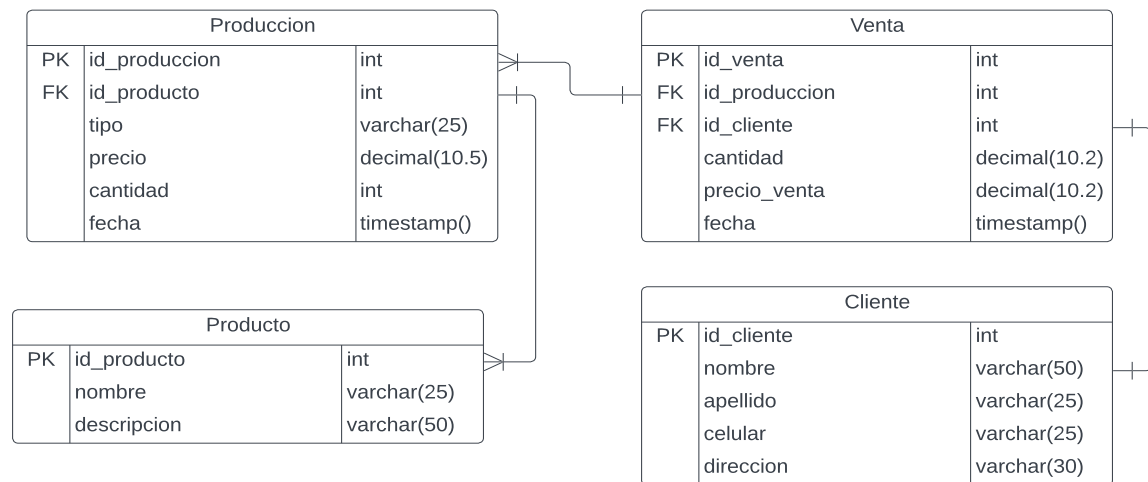 Produccion
PK id_produccion int
FK id_producto int
tipo varchar(25)
precio decimal(10.5)
cantidad int
fecha timestamp()
Venta
PK id_venta int
FK id_produccion int
FK id_cliente int
cantidad decimal(10.2)
precio_venta decimal(10.2)
fecha timestamp()
Producto
PK id_producto int
nombre varchar(25)
descripcion varchar(50)
Cliente
PK id_cliente int
nombre varchar(50)
apellido varchar(25)
celular varchar(25)
direccion varchar(30)